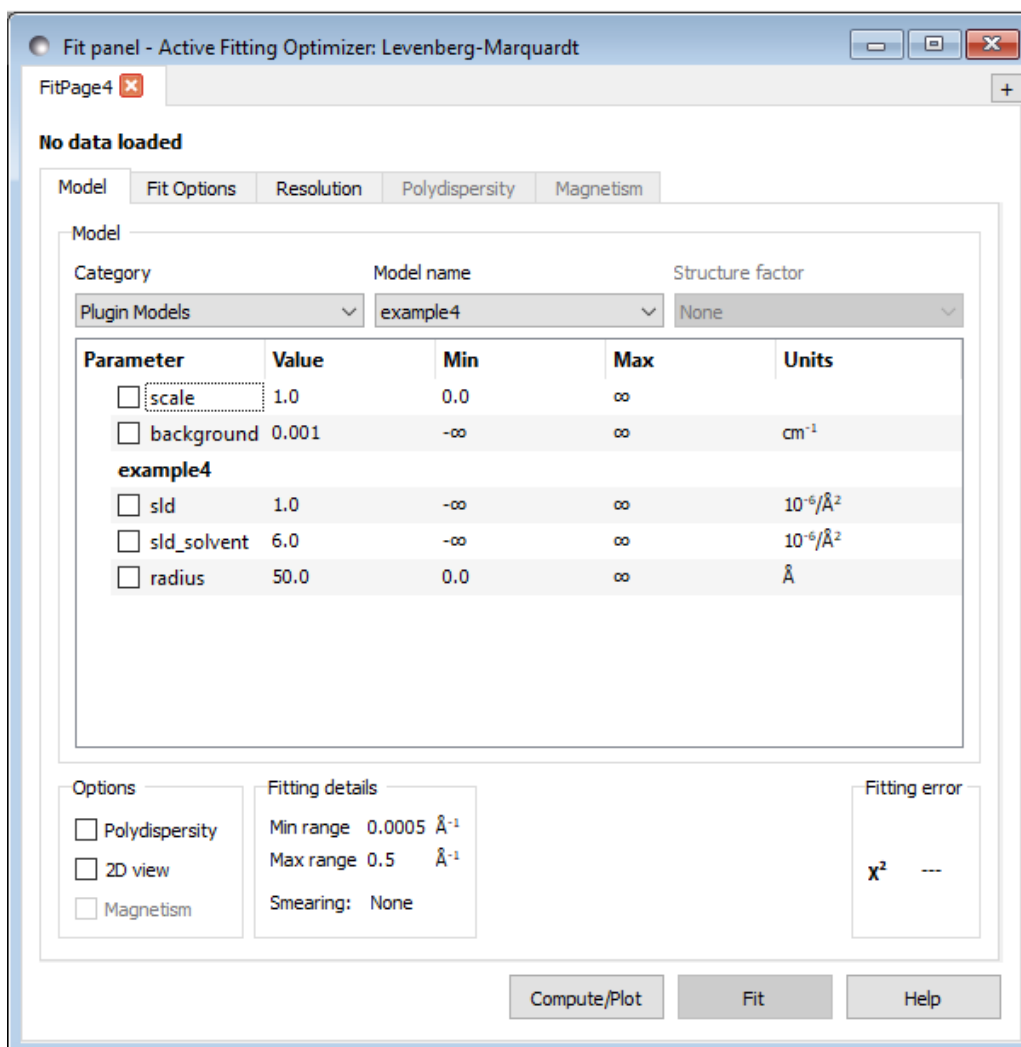 Fit panel - Active Fitting Optimizer: Levenberg-Marquardt
FitPage4
+
No data loaded
Model Fit Options Resolution Polydispersity Magnetism
Model
Category Model name Structure factor
Plugin Models example4 None
Parameter Value Min Max Units
scale 1.0 0.0 ∞
background 0.001 -∞ ∞ cm⁻¹
example4
sld 1.0 -∞ ∞ 10⁻⁶/Å²
sld_solvent 6.0 -∞ ∞ 10⁻⁶/Å²
radius 50.0 0.0 ∞ Å
Options Fitting details Fitting error
Polydispersity Min range 0.0005 Å⁻¹
2D view Max range 0.5 Å⁻¹ χ² ---
Magnetism Smearing: None
Compute/Plot Fit Help